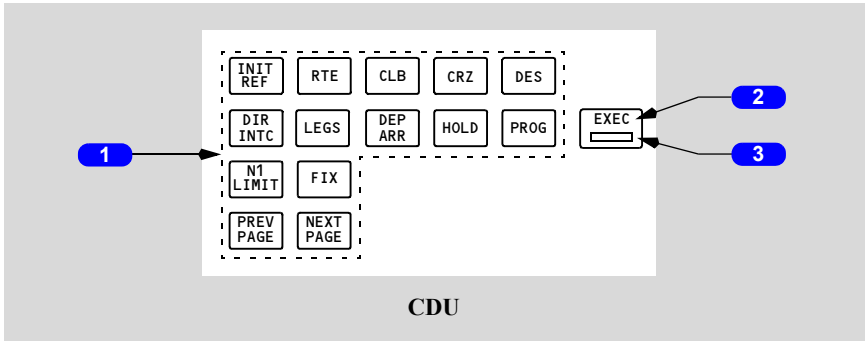 INIT
REF
RTE
CLB
CRZ
DES
DIR
INTC
LEGS
DEP
ARR
HOLD
PROG
EXEC
2
3
1
N1
LIMIT
FIX
PREV
PAGE
NEXT
PAGE
CDU